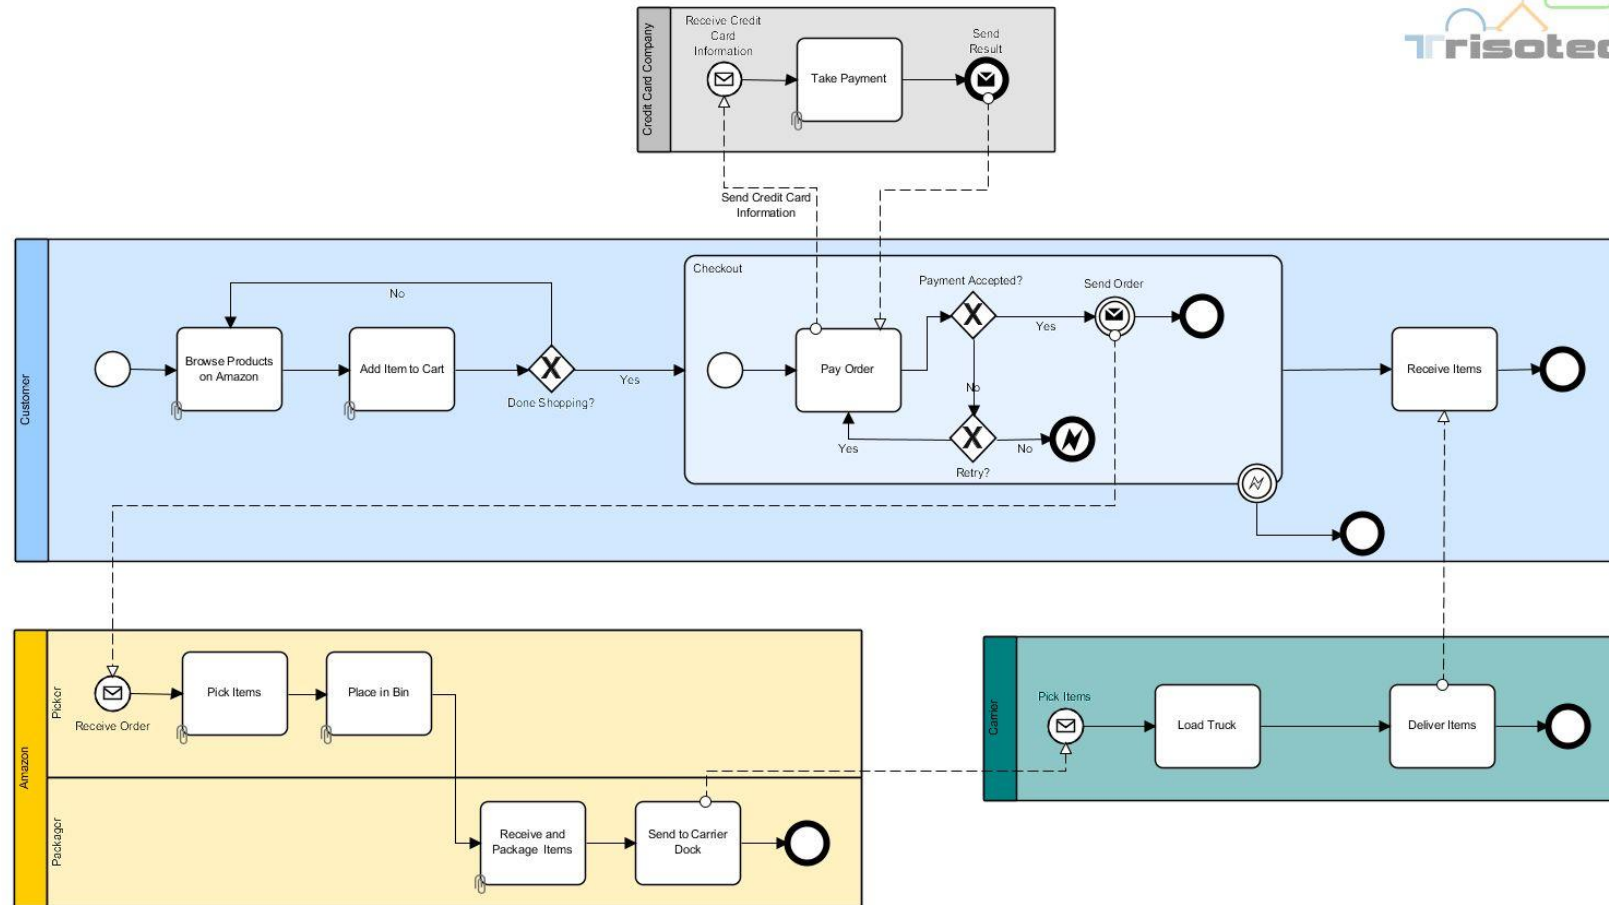 Credit Card Company
Receive Credit
Card
Information
Take Payment
Send
Result
Trisotec
Send Credit Card
Information
Customer
No
Browse Products
on Amazon
Add Item to Cart
Done Shopping?
Yes
Checkout
Pay Order
Payment Accepted?
Yes
Send Order
No
Yes
Retry?
No
Receive Items
Amazon
Picker
Receive Order
Pick Items
Place in Bin
Packager
Receive and
Package Items
Send to Carrier
Dock
Carrier
Pick Items
Load Truck
Deliver Items